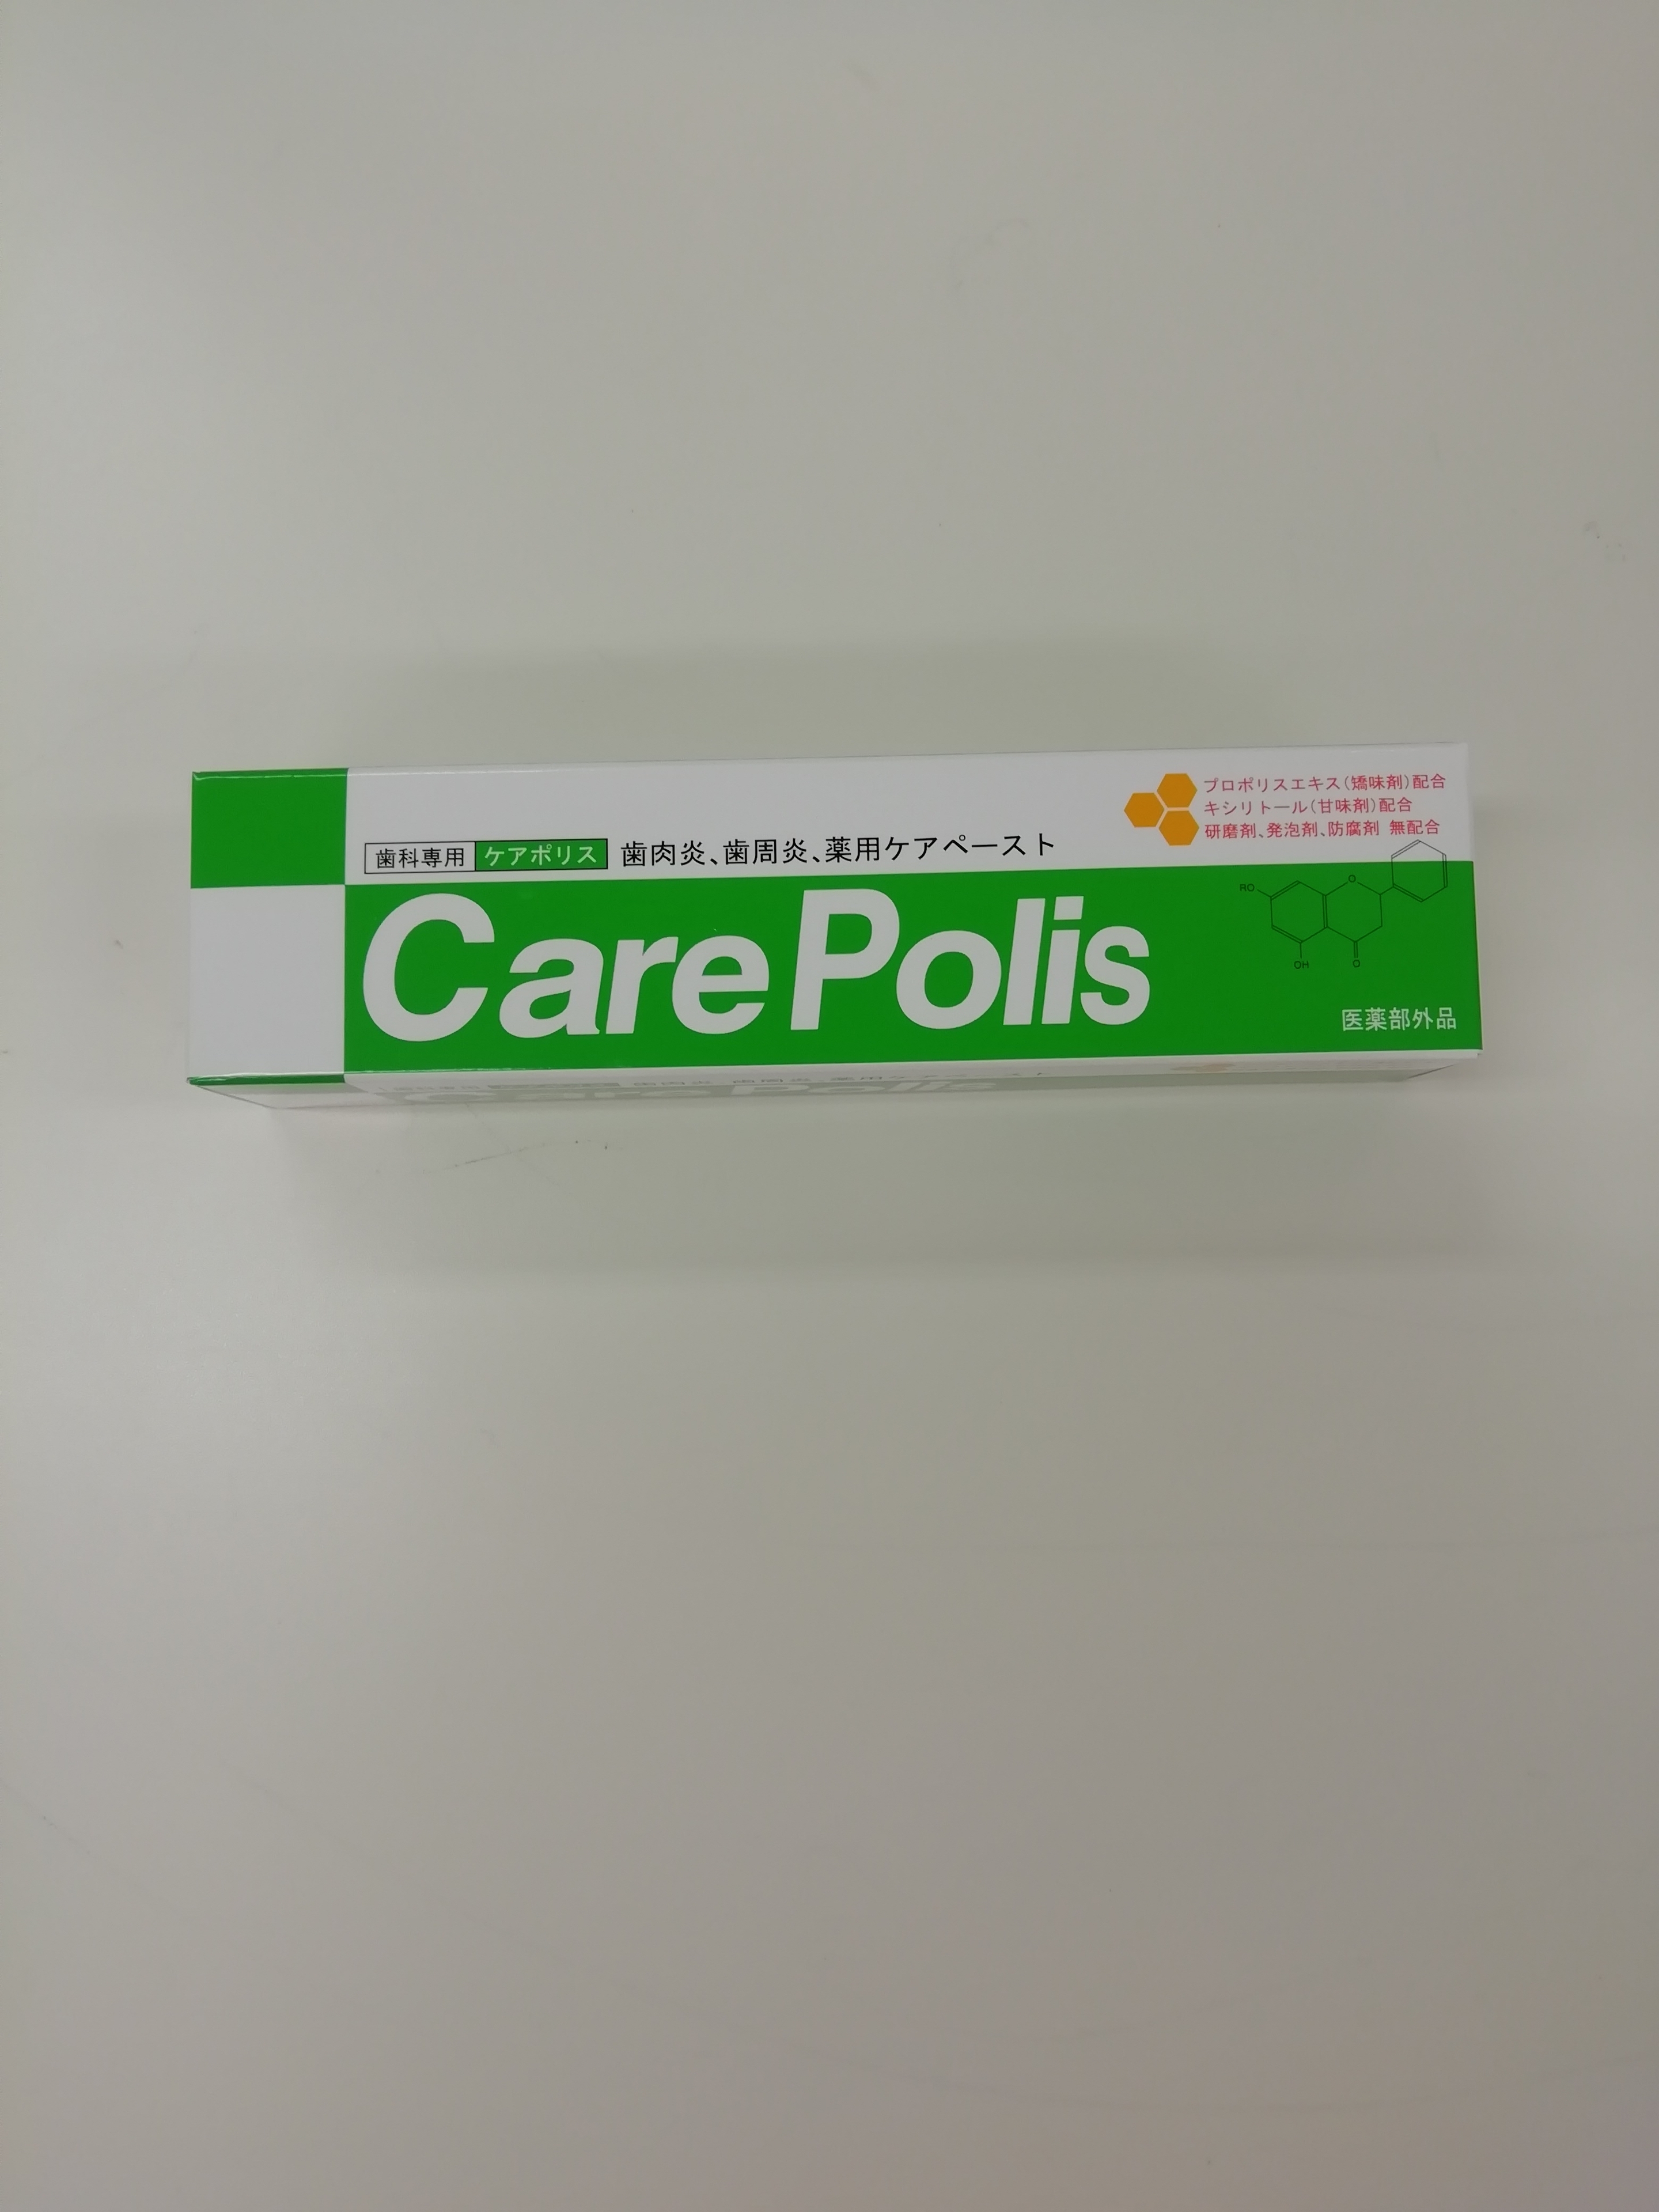 プロポリスエキス(矯味剤)配合
キシリトール(甘味剤)配合
研磨剤、発泡剤、防腐剤 無配合
歯科専用 ケアポリス 歯肉炎、歯周炎、薬用ケアペースト
Care Polis
RO
O
OH
O
医薬部外品